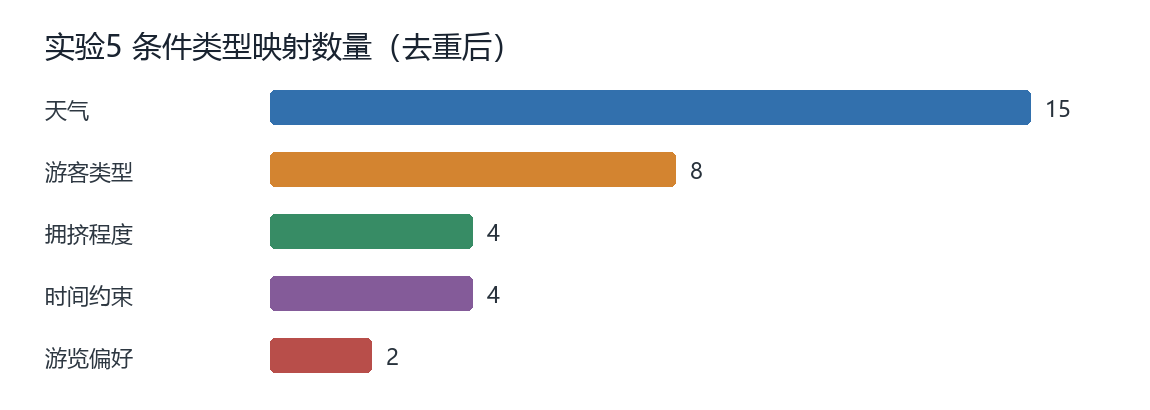 实验5 条件类型映射数量（去重后）
天气 15
游客类型 8
拥挤程度 4
时间约束 4
游览偏好 2